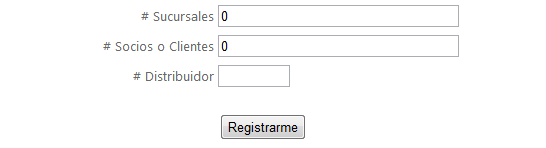 # Sucursales 0
# Socios o Clientes 0
# Distribuidor
Registrarme